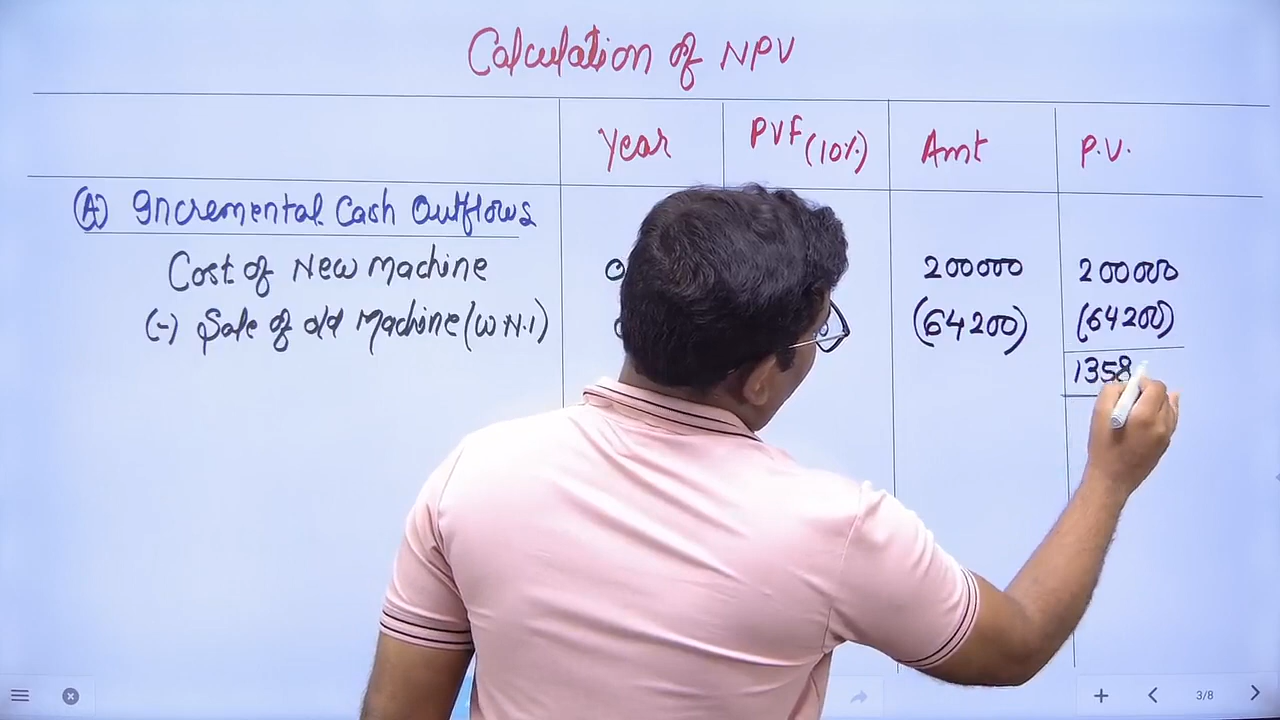 Calculation of NPV
Year PVF (10%) Amt P.V.
(A) Incremental Cash Outflows
Cost of New Machine 0 200000 200000
(-) Sale of old Machine (W.N.1) (64200) (64200)
1358
3/8